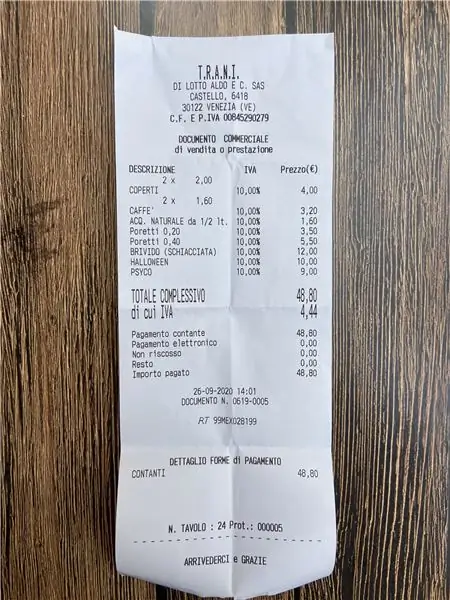 T.R.A.N.I.
DI LOTTO ALDO E C. SAS
CASTELLO, 6418
30122 VENEZIA (VE)
C.F. E P.IVA 00845290279
DOCUMENTO COMMERCIALE
di vendita o prestazione
DESCRIZIONE IVA Prezzo(€)
2 x 2,00
COPERTI 10,00% 4,00
2 x 1,60
CAFFE' 10,00% 3,20
ACQ. NATURALE da 1/2 lt. 10,00% 1,60
Poretti 0,20 10,00% 3,50
Poretti 0,40 10,00% 5,50
BRIVIDO (SCHIACCIATA) 10,00% 12,00
HALLOWEEN 10,00% 10,00
PSYCO 10,00% 9,00
TOTALE COMPLESSIVO 48,80
di cui IVA 4,44
Pagamento contante 48,80
Pagamento elettronico 0,00
Non riscosso 0,00
Resto 0,00
Importo pagato 48,80
26-09-2020 14:01
DOCUMENTO N. 0619-0005
RT 99MEX028199
DETTAGLIO FORME di PAGAMENTO
CONTANTI 48,80
N. TAVOLO : 24 Prot.: 000005
ARRIVEDERCI e GRAZIE